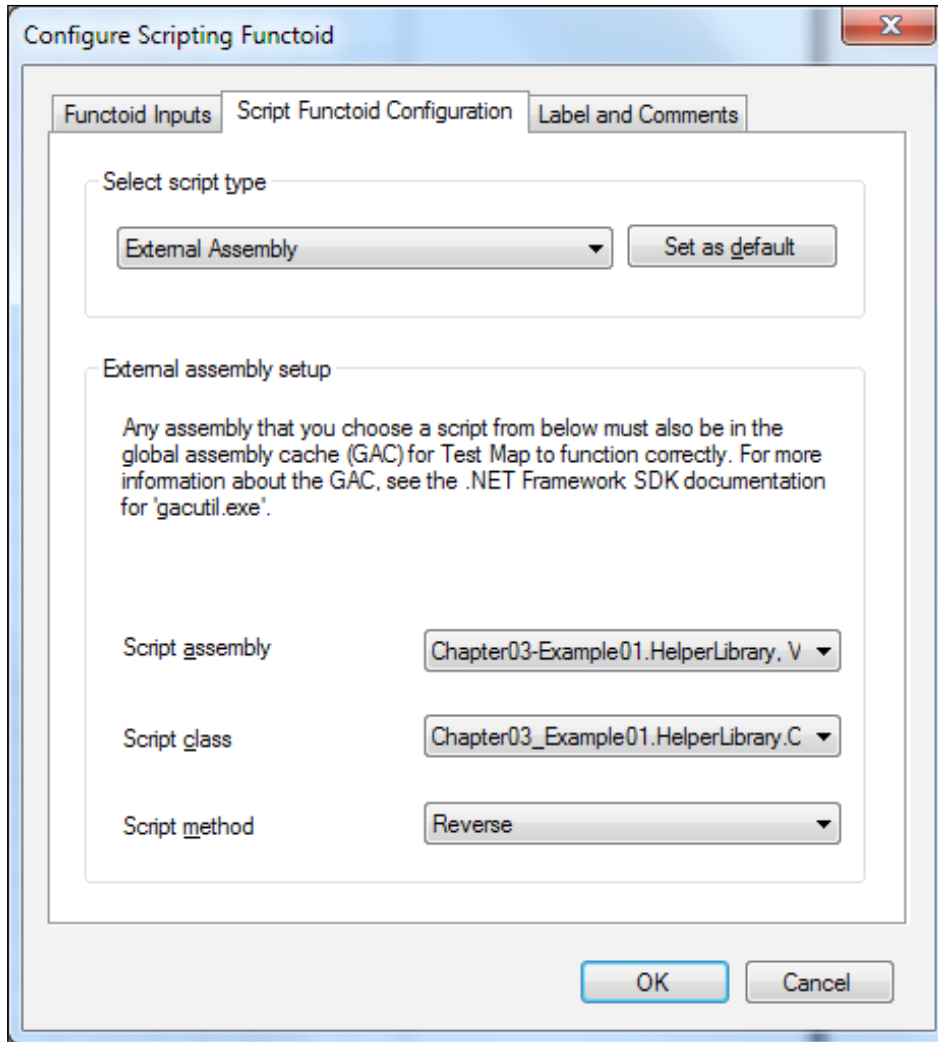 Configure Scripting Functoid
Functoid Inputs
Script Functoid Configuration
Label and Comments
Select script type
External Assembly
Set as default
External assembly setup
Any assembly that you choose a script from below must also be in the
global assembly cache (GAC) for Test Map to function correctly. For more
information about the GAC, see the .NET Framework SDK documentation
for 'gacutil.exe'.
Script assembly
Chapter03-Example01.HelperLibrary, V
Script class
Chapter03_Example01.HelperLibrary.C
Script method
Reverse
OK
Cancel